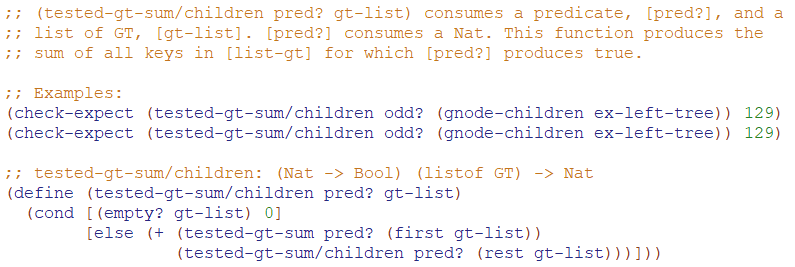 ;; (tested-gt-sum/children pred? gt-list) consumes a predicate, [pred?], and a
;; list of GT, [gt-list]. [pred?] consumes a Nat. This function produces the
;; sum of all keys in [list-gt] for which [pred?] produces true.
;; Examples:
(check-expect (tested-gt-sum/children odd? (gnode-children ex-left-tree)) 129)
(check-expect (tested-gt-sum/children odd? (gnode-children ex-left-tree)) 129)
;; tested-gt-sum/children: (Nat -> Bool) (listof GT) -> Nat
(define (tested-gt-sum/children pred? gt-list)
  (cond [(empty? gt-list) 0]
        [else (+ (tested-gt-sum pred? (first gt-list))
                 (tested-gt-sum/children pred? (rest gt-list)))]))